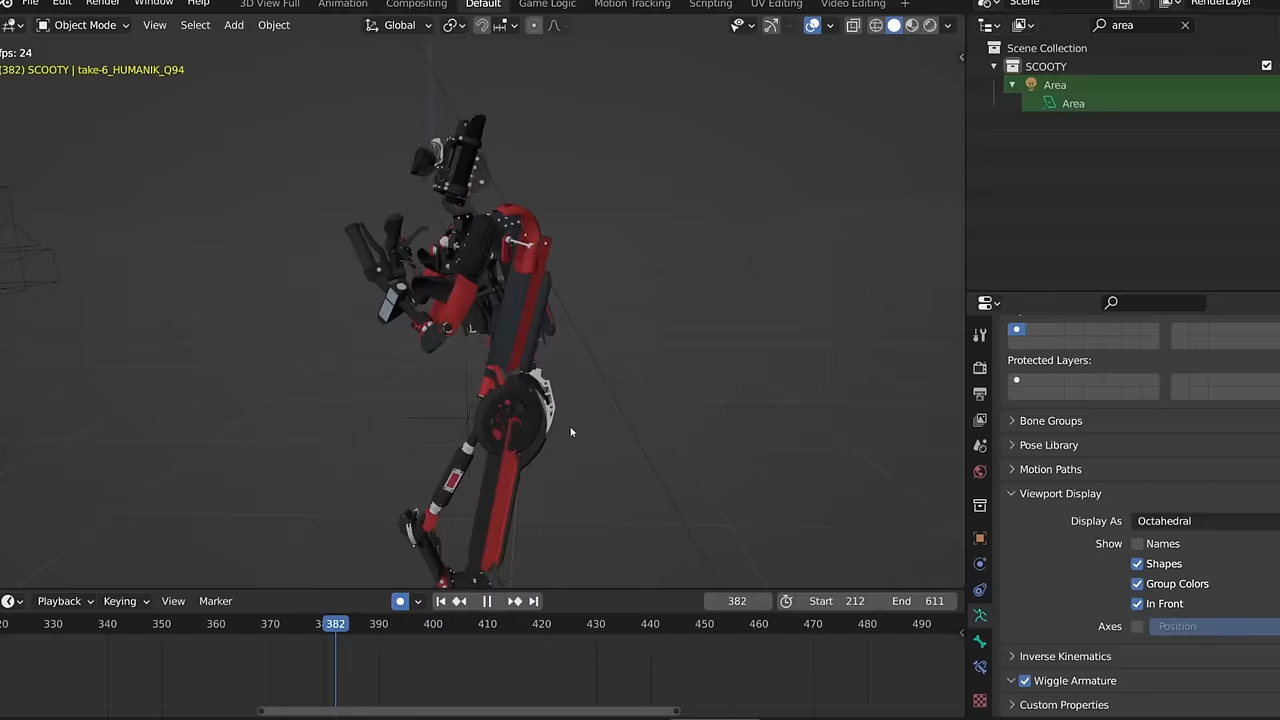 File Edit Render Window Help 3D View Full Animation Compositing Default Game Logic Motion Tracking Scripting UV Editing Video Editing + Scene RenderLayer
Object Mode View Select Add Object Global area
fps: 24
(382) SCOOTY | take-6_HUMANIK_Q94
Scene Collection
SCOOTY
Area
Area
Protected Layers:
Bone Groups
Pose Library
Motion Paths
Viewport Display
Display As Octahedral
Show Names
Shapes
Group Colors
In Front
Axes Position
Inverse Kinematics
Wiggle Armature
Custom Properties
Playback Keying View Marker 382 Start 212 End 611
330 340 350 360 370 382 390 400 410 420 430 440 450 460 470 480 490